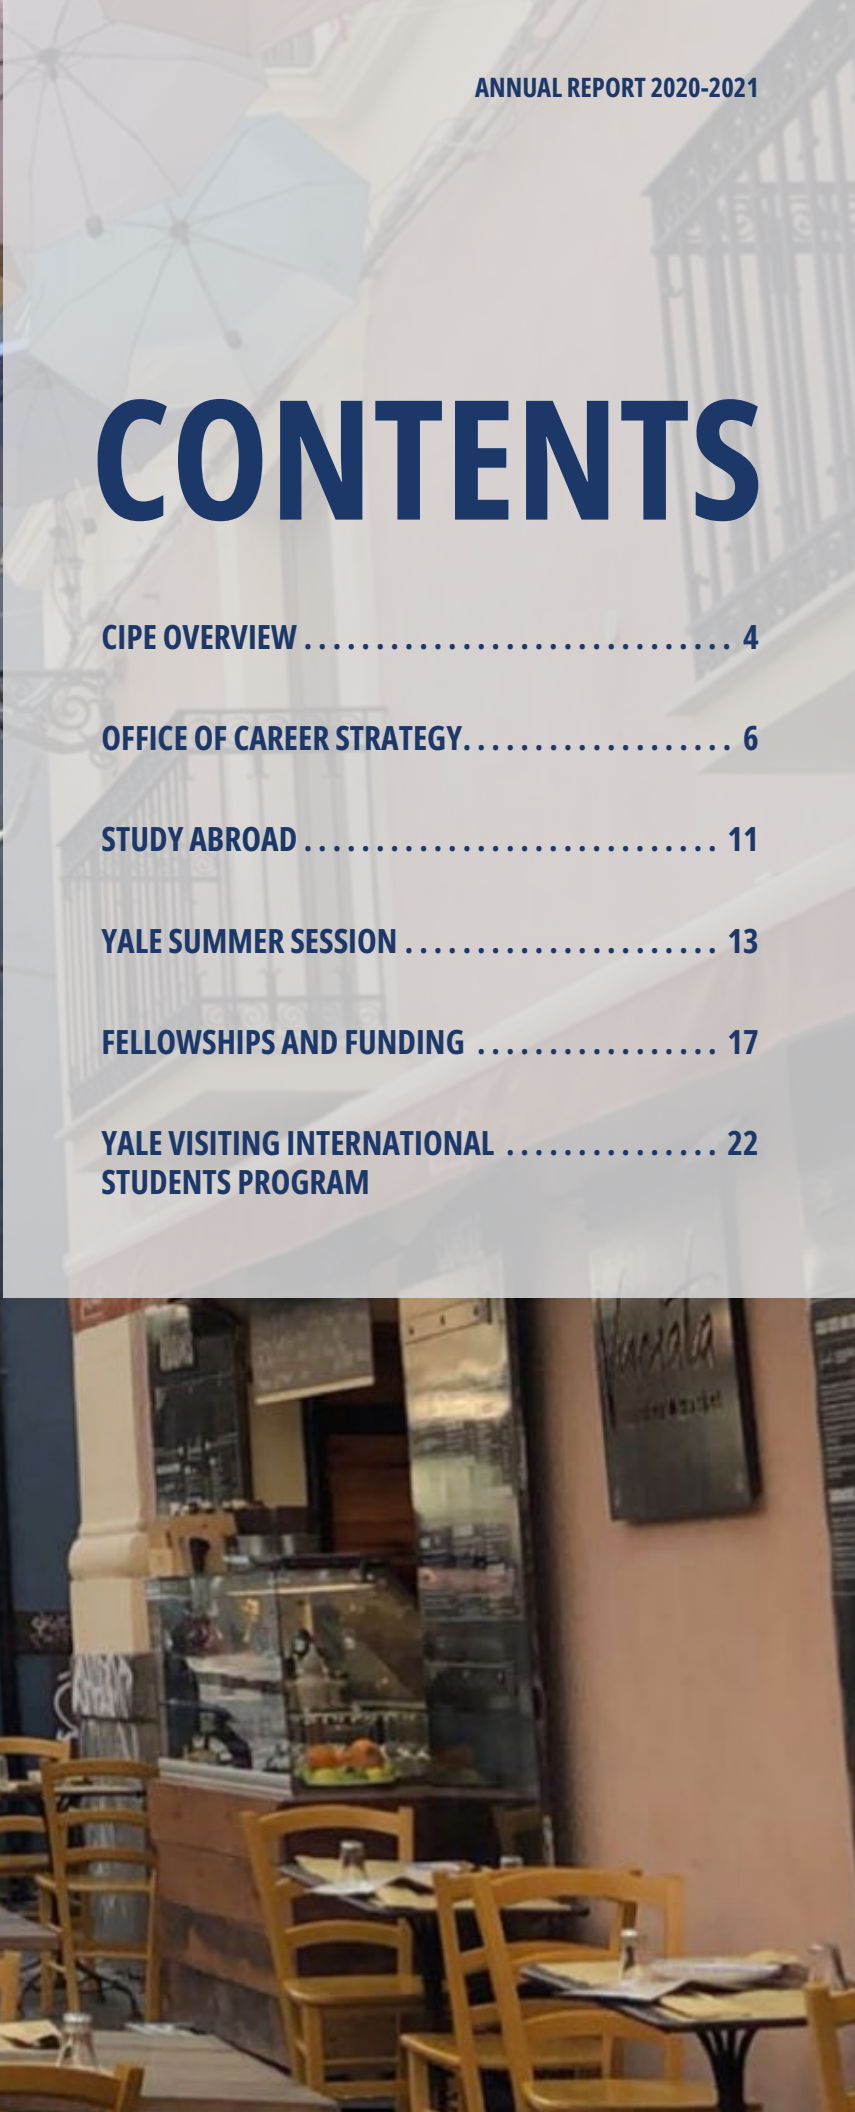 ANNUAL REPORT 2020-2021
CONTENTS
CIPE OVERVIEW . . . . . . . . . . . . . . . . . . . . . . . . . . . . . . 4
OFFICE OF CAREER STRATEGY. . . . . . . . . . . . . . . . . . . 6
STUDY ABROAD . . . . . . . . . . . . . . . . . . . . . . . . . . . . . 11
YALE SUMMER SESSION . . . . . . . . . . . . . . . . . . . . . . 13
FELLOWSHIPS AND FUNDING . . . . . . . . . . . . . . . . . 17
YALE VISITING INTERNATIONAL . . . . . . . . . . . . . . . 22
STUDENTS PROGRAM